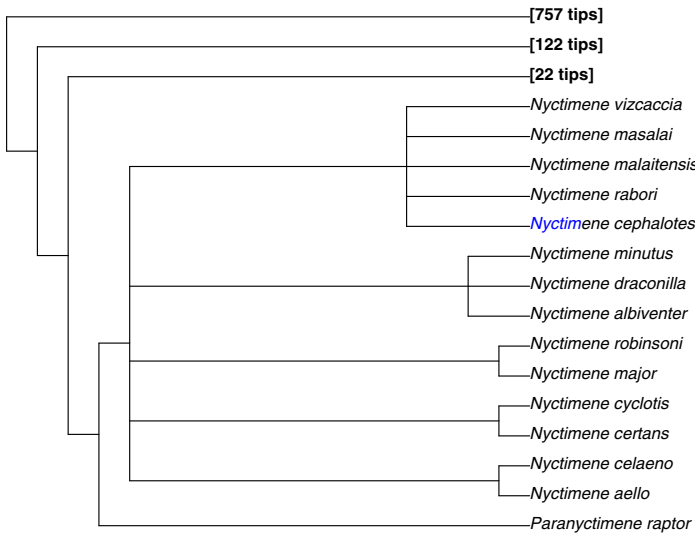 [757 tips]
[122 tips]
[22 tips]
Nyctimene vizcaccia
Nyctimene masalai
Nyctimene malaitensis
Nyctimene rabori
Nyctimene cephalotes
Nyctimene minutus
Nyctimene draconilla
Nyctimene albiventer
Nyctimene robinsoni
Nyctimene major
Nyctimene cyclotis
Nyctimene certans
Nyctimene celaeno
Nyctimene aello
Paranyctimene raptor